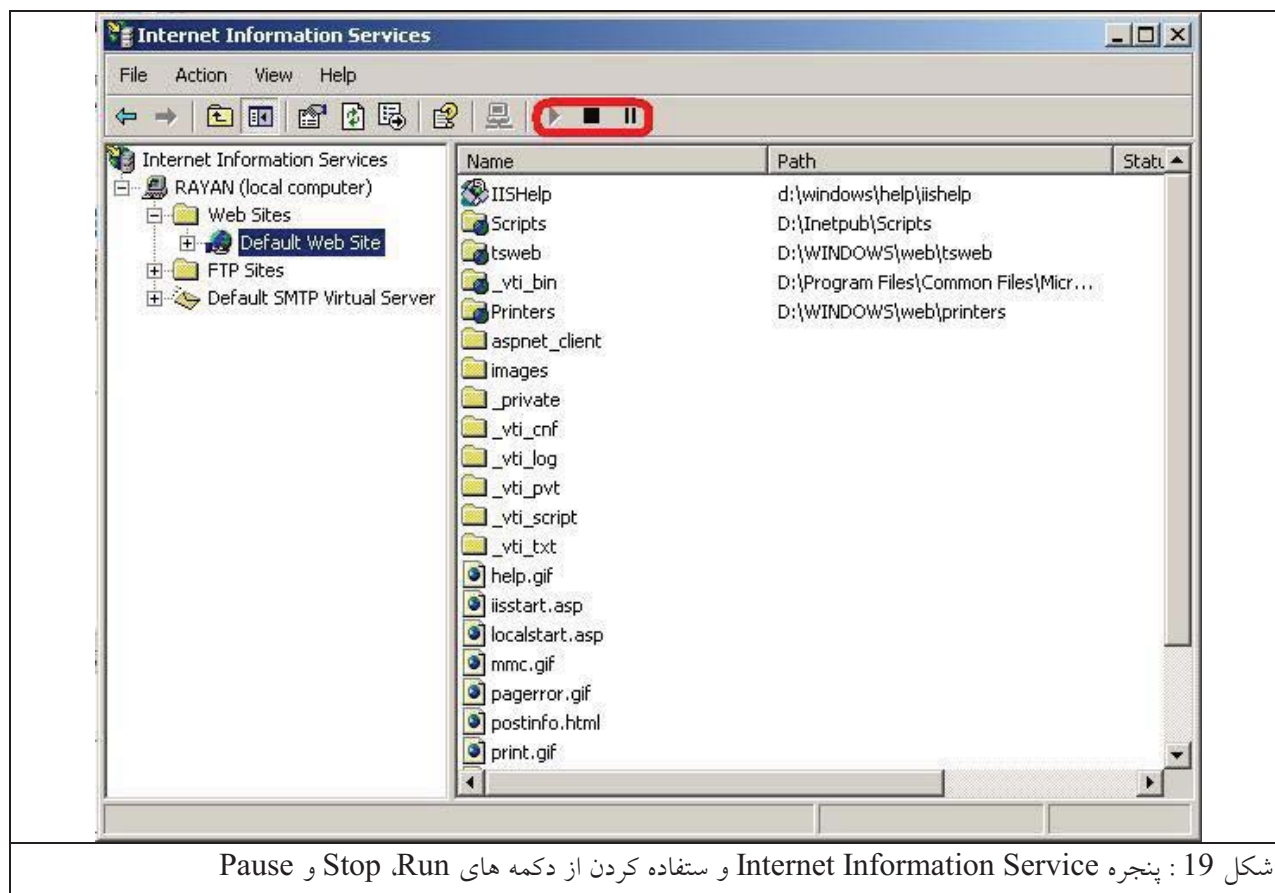 Internet Information Services
File Action View Help
Internet Information Services
RAYAN (local computer)
Web Sites
Default Web Site
FTP Sites
Default SMTP Virtual Server
Name Path Statu
IISHelp d:\windows\help\iishelp
Scripts D:\Inetpub\Scripts
tsweb D:\WINDOWS\web\tsweb
_vti_bin D:\Program Files\Common Files\Micr...
Printers D:\WINDOWS\web\printers
aspnet_client
images
_private
_vti_cnf
_vti_log
_vti_pvt
_vti_script
_vti_txt
help.gif
iisstart.asp
localstart.asp
mmc.gif
pagerror.gif
postinfo.html
print.gif
شکل 19 : پنجره Internet Information Service و ستفاده کردن از دکمه های Stop ،Run و Pause